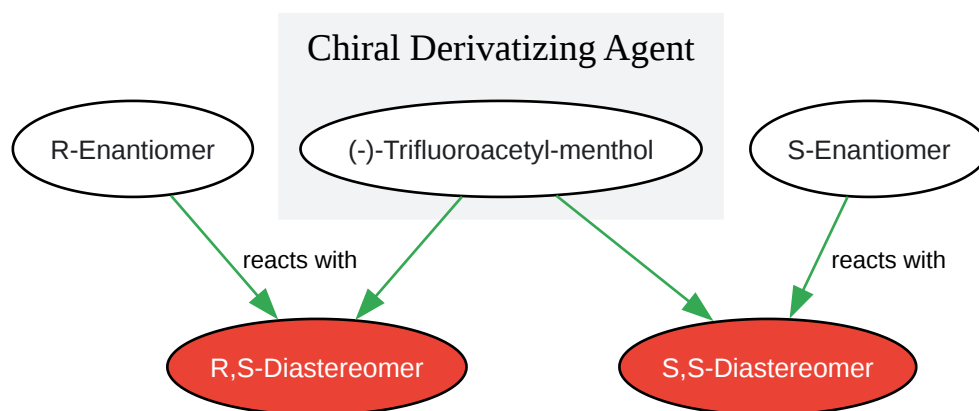 Chiral Derivatizing Agent
R-Enantiomer
(-)-Trifluoroacetyl-menthol
S-Enantiomer
reacts with
reacts with
R,S-Diastereomer
S,S-Diastereomer